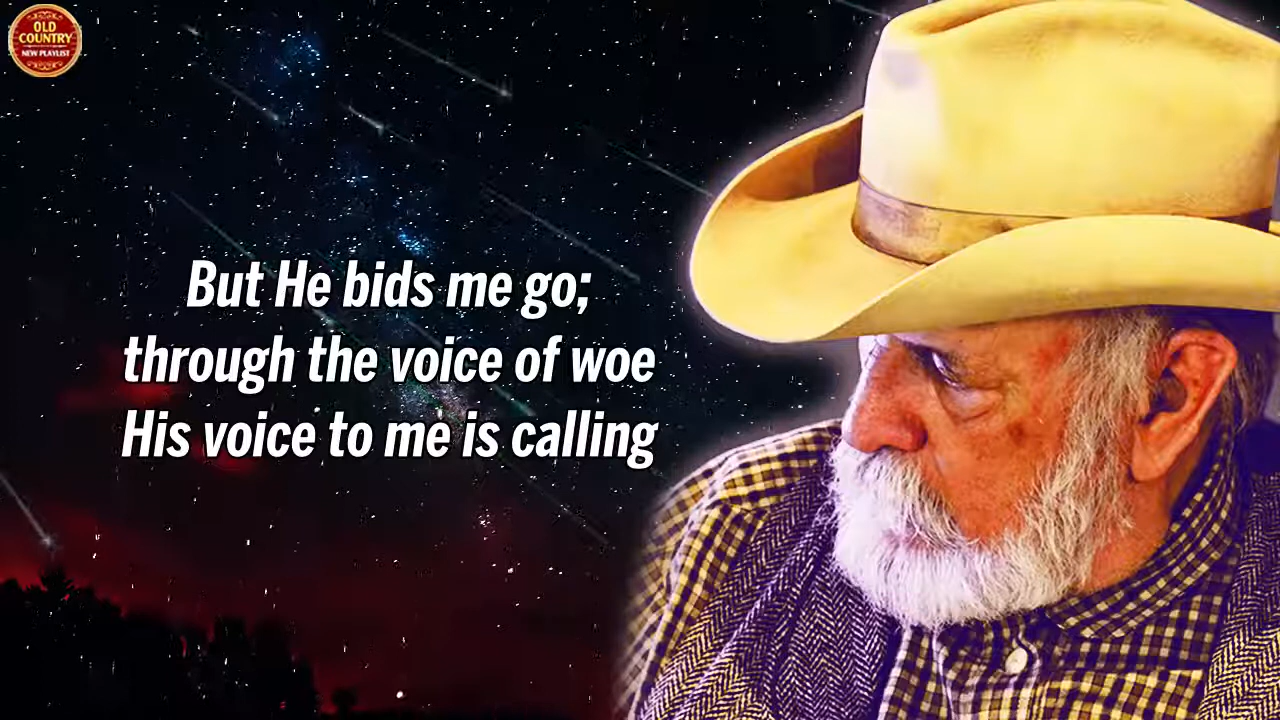 OLD
COUNTRY
NEW PLAYLIST
But He bids me go;
through the voice of woe
His voice to me is calling